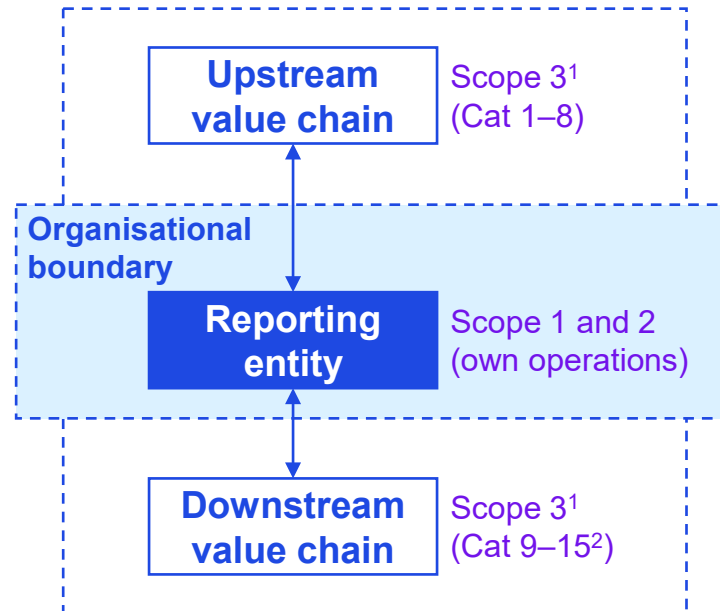 Upstream
value chain
Scope 3¹
(Cat 1–8)
Organisational
boundary
Reporting
entity
Scope 1 and 2
(own operations)
Downstream
value chain
Scope 3¹
(Cat 9–15²)